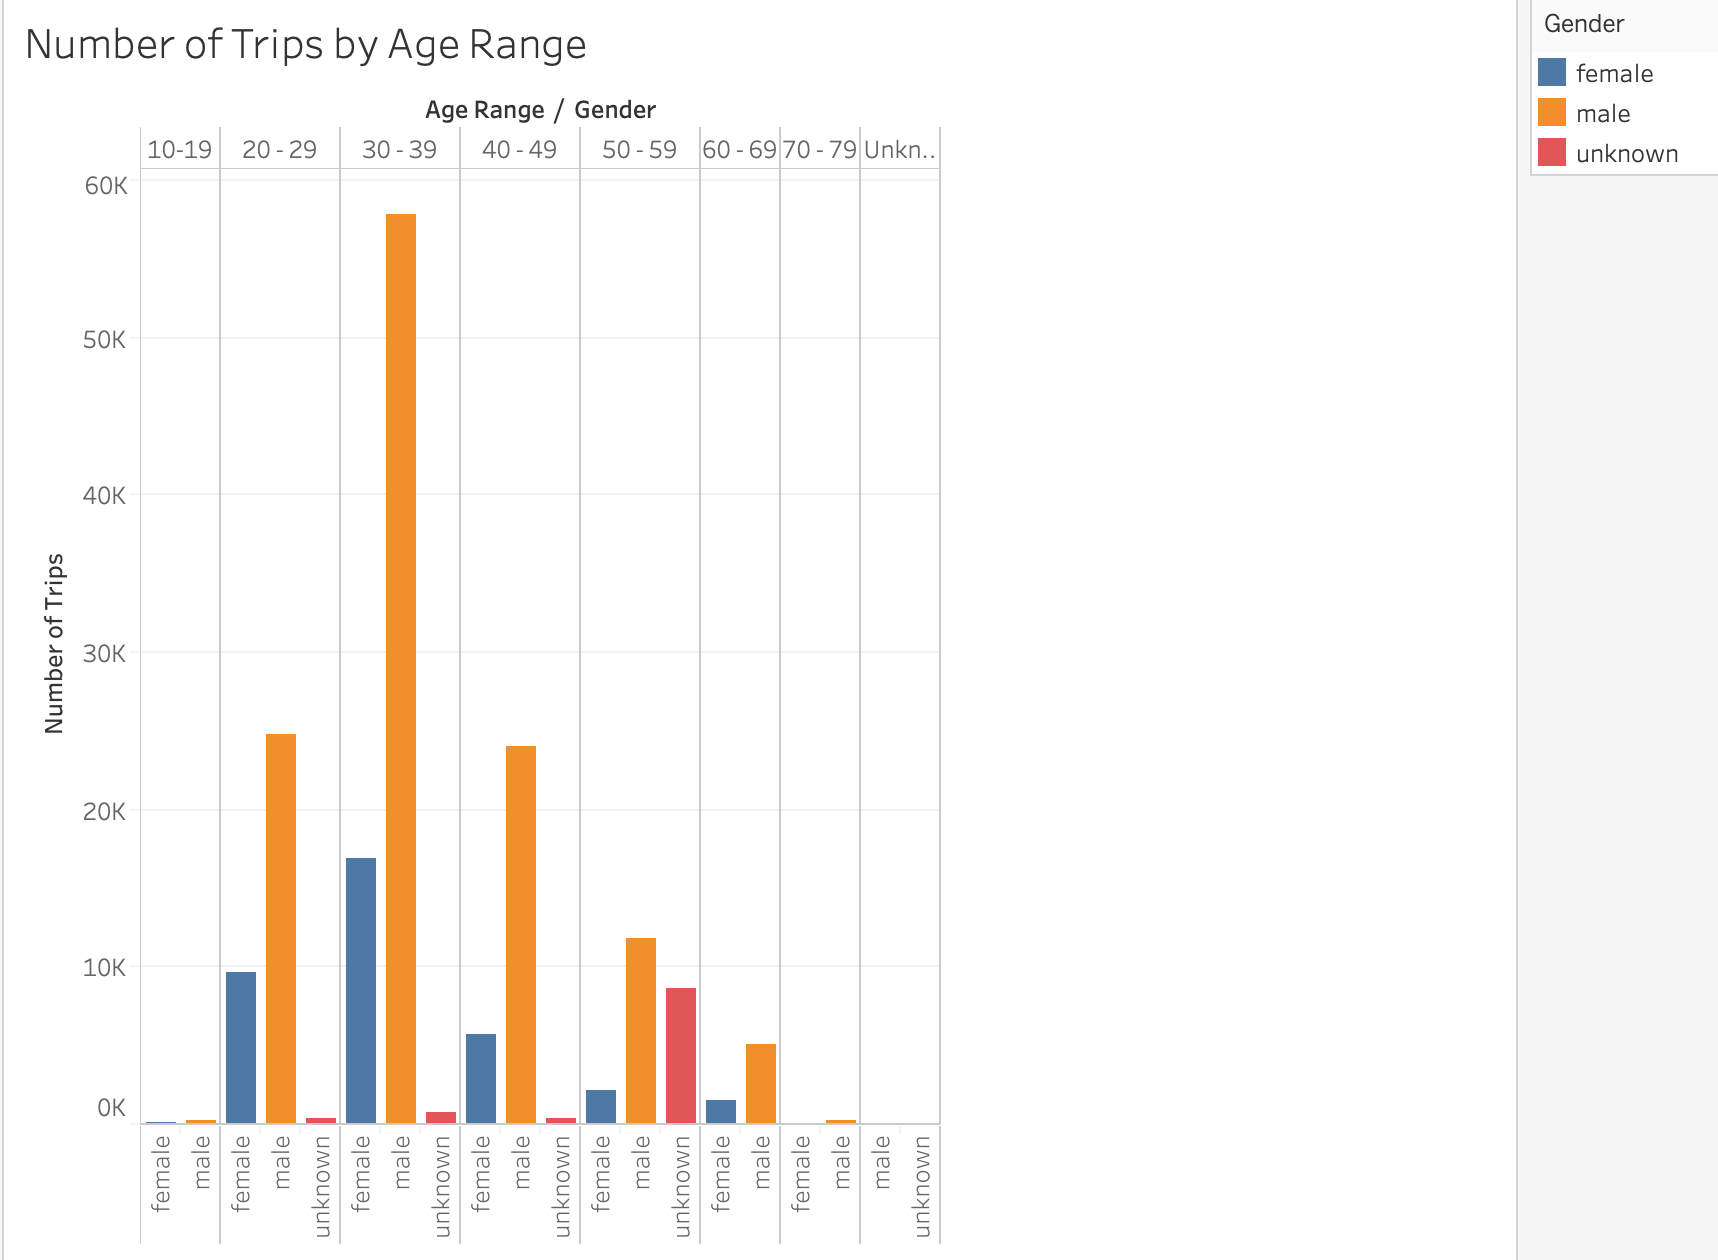 Number of Trips by Age Range
Age Range / Gender
10-19 20 - 29 30 - 39 40 - 49 50 - 59 60 - 69 70 - 79 Unkn..
60K
50K
40K
30K
20K
10K
0K
Number of Trips
female male female male unknown female male unknown female male unknown female male unknown female male female male male unknown
Gender
female
male
unknown